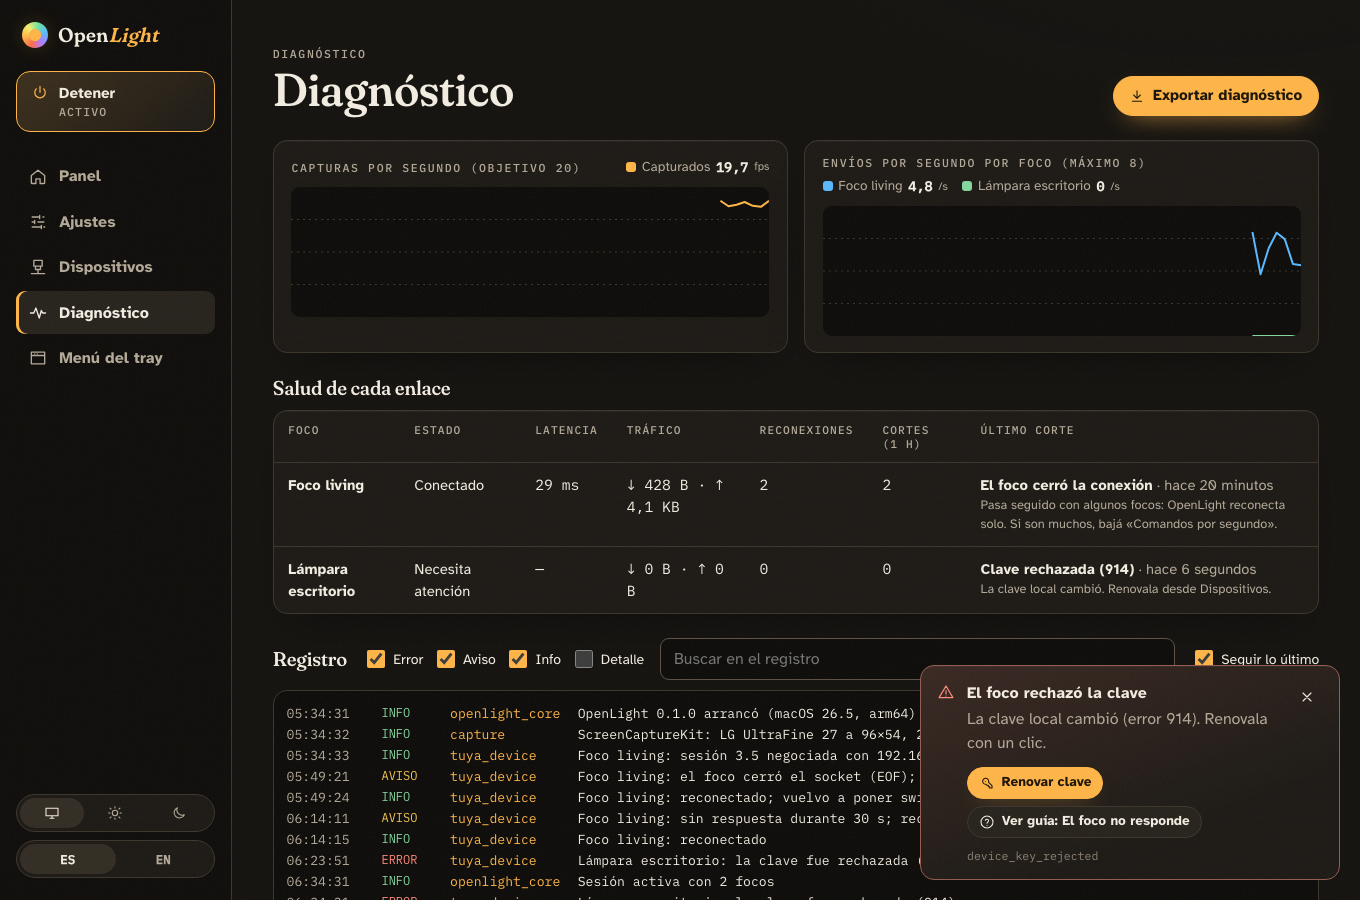 OpenLight
Detener
ACTIVO
Panel
Ajustes
Dispositivos
Diagnóstico
Menú del tray
ES EN
DIAGNÓSTICO
Diagnóstico
Exportar diagnóstico
CAPTURAS POR SEGUNDO (OBJETIVO 20) Capturados 19,7 fps
ENVÍOS POR SEGUNDO POR FOCO (MÁXIMO 8)
Foco living 4,8 /s Lámpara escritorio 0 /s
Salud de cada enlace
FOCO ESTADO LATENCIA TRÁFICO RECONEXIONES CORTES (1 H) ÚLTIMO CORTE
Foco living Conectado 29 ms ↓ 428 B · ↑ 4,1 KB 2 2 El foco cerró la conexión · hace 20 minutos
Pasa seguido con algunos focos: OpenLight reconecta
solo. Si son muchos, bajá «Comandos por segundo».
Lámpara escritorio Necesita atención — ↓ 0 B · ↑ 0 B 0 0 Clave rechazada (914) · hace 6 segundos
La clave local cambió. Renovala desde Dispositivos.
Registro Error Aviso Info Detalle Buscar en el registro Seguir lo último
05:34:31 INFO openlight_core OpenLight 0.1.0 arrancó (macOS 26.5, arm64)
05:34:32 INFO capture ScreenCaptureKit: LG UltraFine 27 a 96×54,
05:34:33 INFO tuya_device Foco living: sesión 3.5 negociada con
05:49:21 AVISO tuya_device Foco living: el foco cerró el socket (EOF);
05:49:24 INFO tuya_device Foco living: reconectado; vuelvo a poner
06:14:11 AVISO tuya_device Foco living: sin respuesta durante 30 s;
06:14:15 INFO tuya_device Foco living: reconectado
06:23:51 ERROR tuya_device Lámpara escritorio: la clave fue rechazada
06:34:31 INFO openlight_core Sesión activa con 2 focos
El foco rechazó la clave
La clave local cambió (error 914). Renovala
con un clic.
Renovar clave
Ver guía: El foco no responde
device_key_rejected